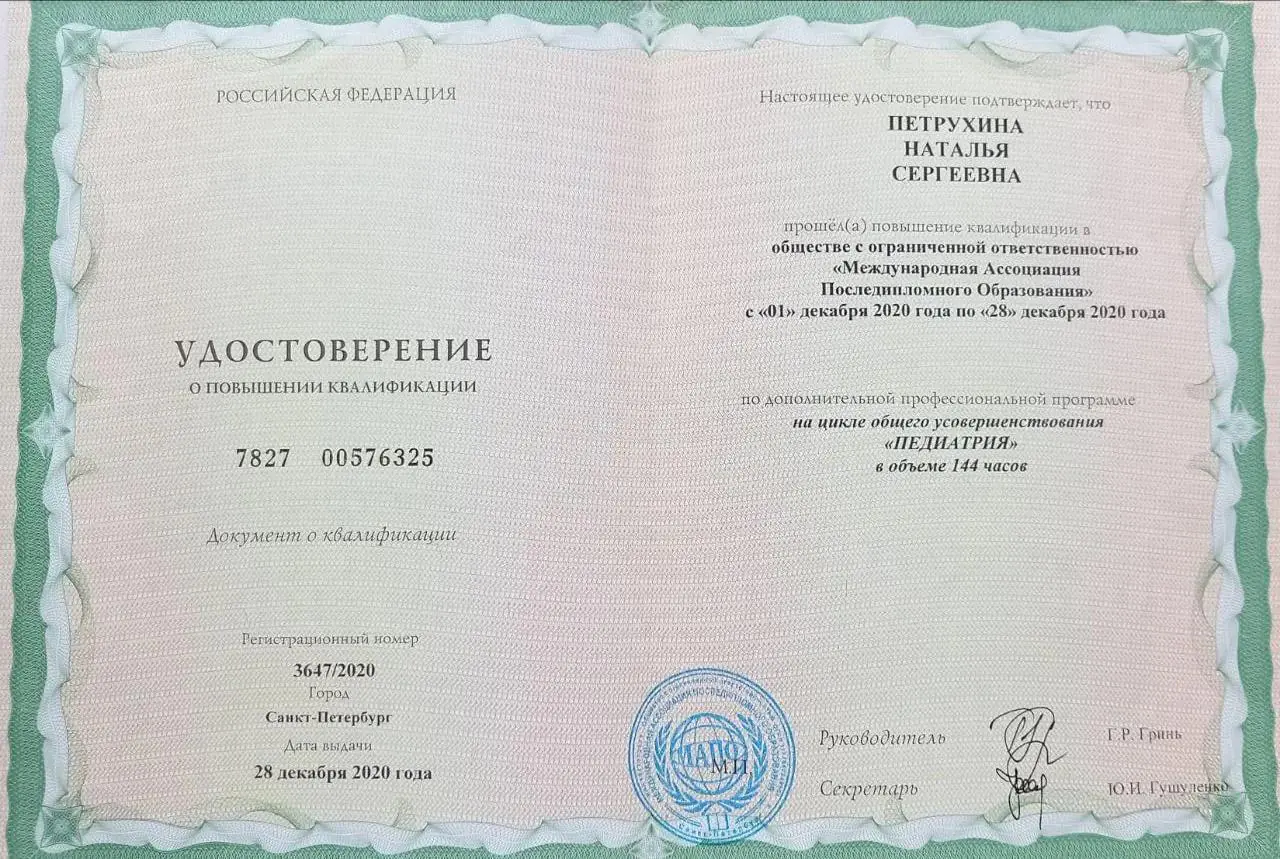 РОССИЙСКАЯ ФЕДЕРАЦИЯ
УДОСТОВЕРЕНИЕ
О ПОВЫШЕНИИ КВАЛИФИКАЦИИ
7827 00576325
Документ о квалификации
Регистрационный номер
3647/2020
Город
Санкт-Петербург
Дата выдачи
28 декабря 2020 года
Настоящее удостоверение подтверждает, что
ПЕТРУХИНА
НАТАЛЬЯ
СЕРГЕЕВНА
прошёл(а) повышение квалификации в
обществе с ограниченной ответственностью
«Международная Ассоциация
Последипломного Образования»
с «01» декабря 2020 года по «28» декабря 2020 года
по дополнительной профессиональной программе
на цикле общего усовершенствования
«ПЕДИАТРИЯ»
в объеме 144 часов
МАПО
М.П.
Санкт-Петербург
Руководитель Г.Р. Гринь
Секретарь Ю.И. Гушуленко